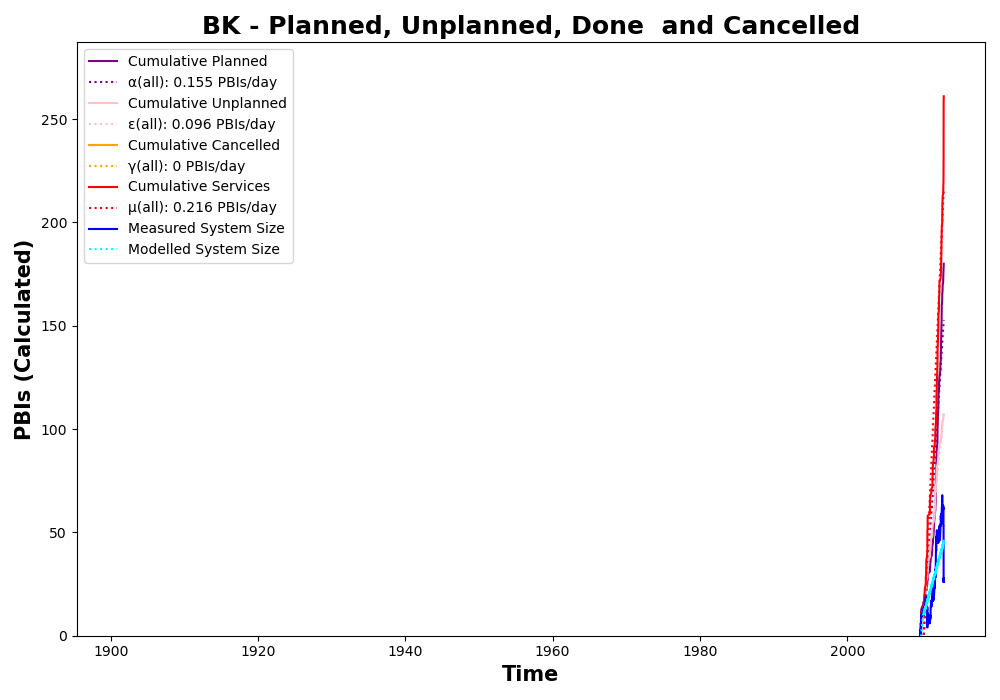 BK - Planned, Unplanned, Done  and Cancelled
PBIs (Calculated)
250
200
150
100
50
0
Cumulative Planned
α(all): 0.155 PBIs/day
Cumulative Unplanned
ε(all): 0.096 PBIs/day
Cumulative Cancelled
γ(all): 0 PBIs/day
Cumulative Services
μ(all): 0.216 PBIs/day
Measured System Size
Modelled System Size
1900 1920 1940 1960 1980 2000
Time